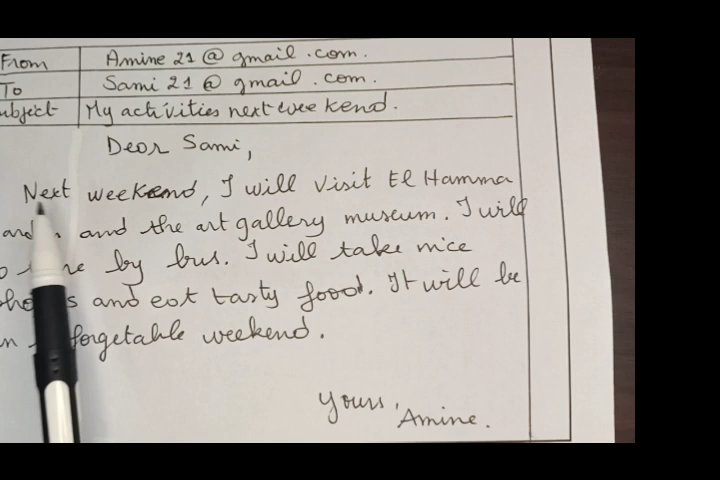 From Amine 21 @ gmail .com.
To Sami 21 @ gmail .com.
ubject My activities next weekend.
Dear Sami,
Next weekend, I will visit El Hamma
and the art gallery museum. I will
by bus. I will take nice
and eat tasty food. It will be
weekend.
Yours,
Amine.